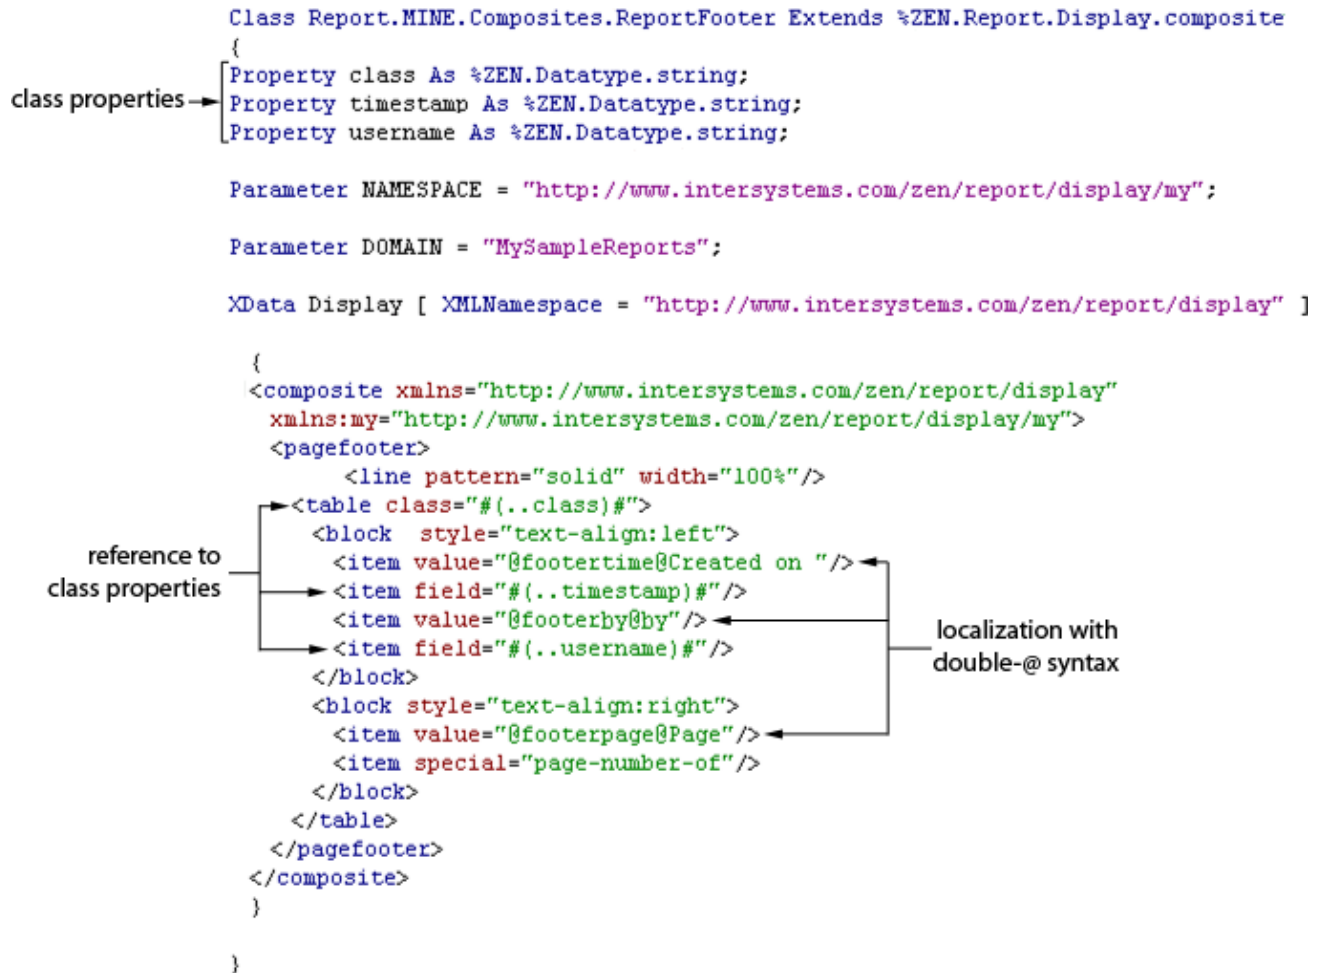 Class Report.MINE.Composites.ReportFooter Extends %ZEN.Report.Display.composite
{
class properties
Property class As %ZEN.Datatype.string;
Property timestamp As %ZEN.Datatype.string;
Property username As %ZEN.Datatype.string;
Parameter NAMESPACE = "http://www.intersystems.com/zen/report/display/my";
Parameter DOMAIN = "MySampleReports";
XData Display [ XMLNamespace = "http://www.intersystems.com/zen/report/display" ]
{
<composite xmlns="http://www.intersystems.com/zen/report/display"
xmlns:my="http://www.intersystems.com/zen/report/display/my">
<pagefooter>
<line pattern="solid" width="100%"/>
<table class="#(..class)#">
<block  style="text-align:left">
<item value="@footertime@Created on "/>
<item field="#(..timestamp)#"/>
<item value="@footerby@by"/>
<item field="#(..username)#"/>
</block>
<block style="text-align:right">
<item value="@footerpage@Page"/>
<item special="page-number-of"/>
</block>
</table>
</pagefooter>
</composite>
}
}
reference to
class properties
localization with
double-@ syntax